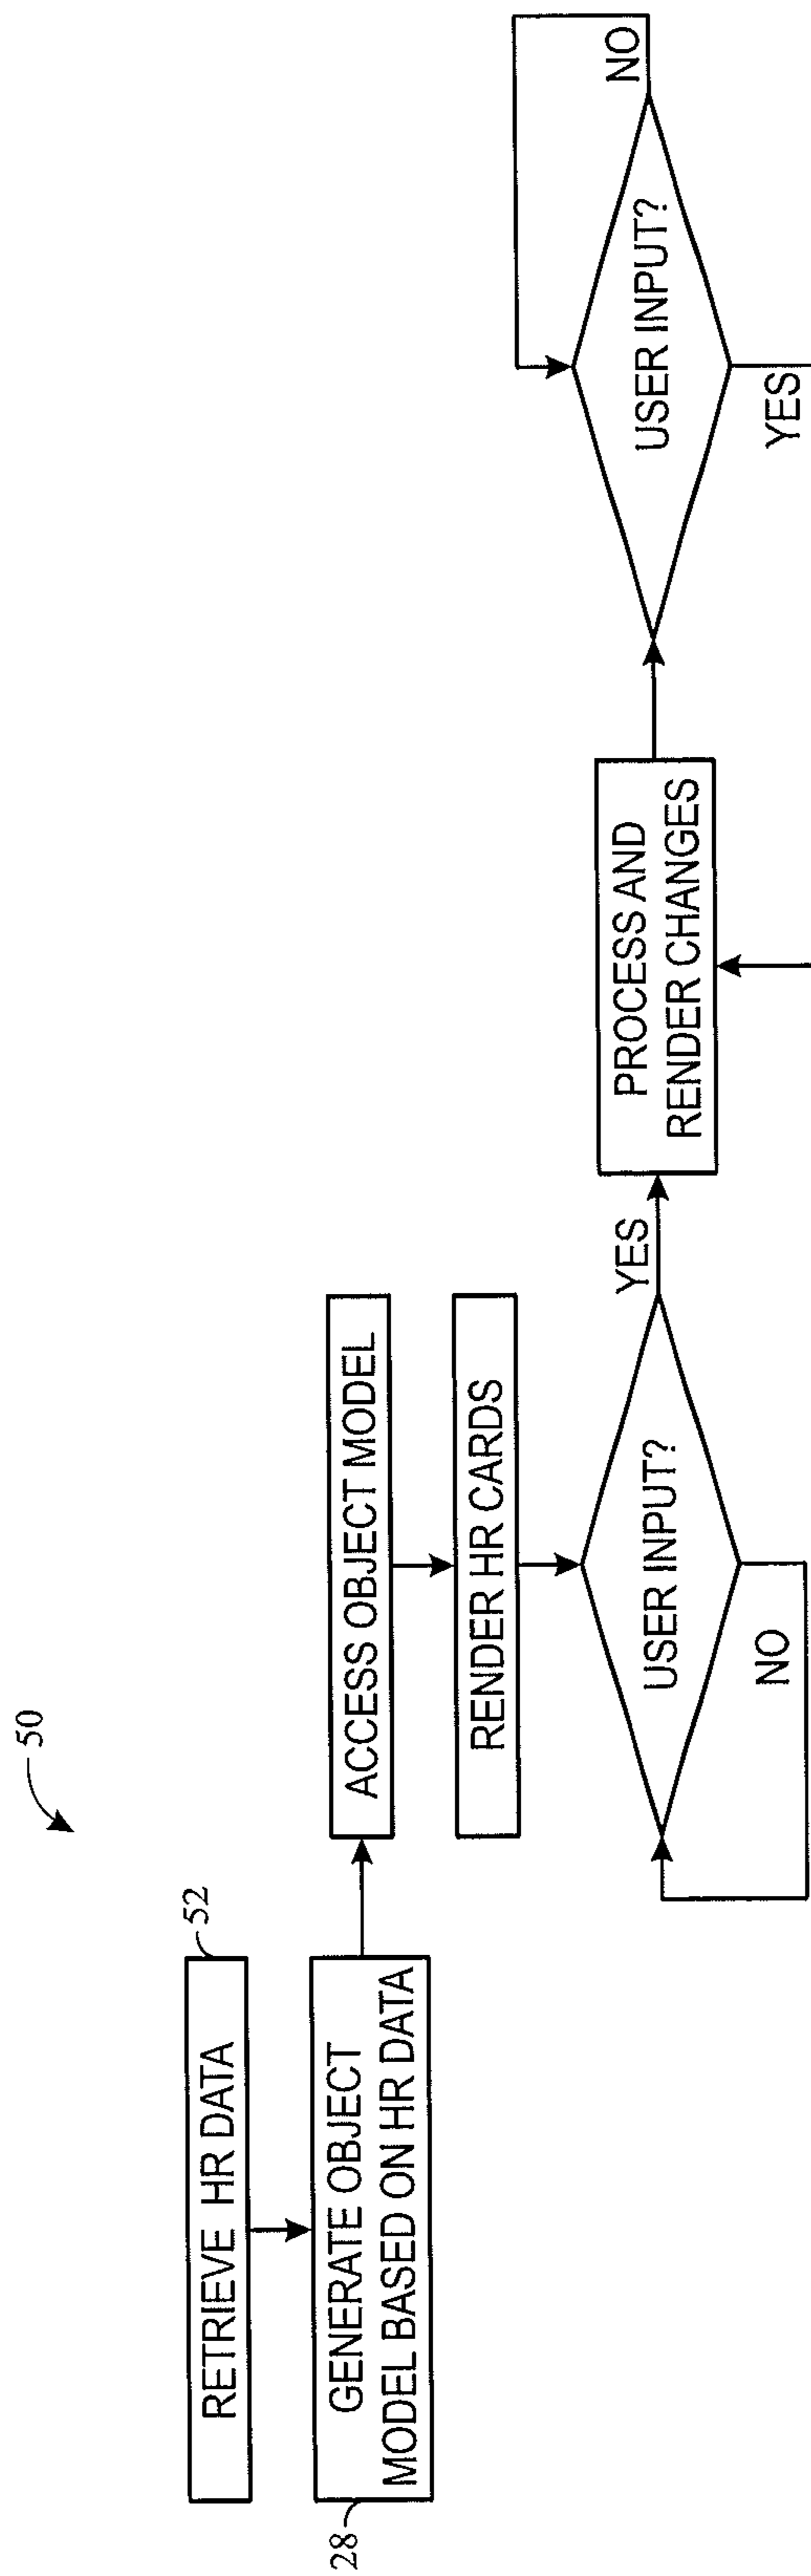 50
RETRIEVE HR DATA
52
GENERATE OBJECT
MODEL BASED ON HR DATA
28
ACCESS OBJECT MODEL
RENDER HR CARDS
USER INPUT?
NO
YES
PROCESS AND
RENDER CHANGES
USER INPUT?
NO
YES